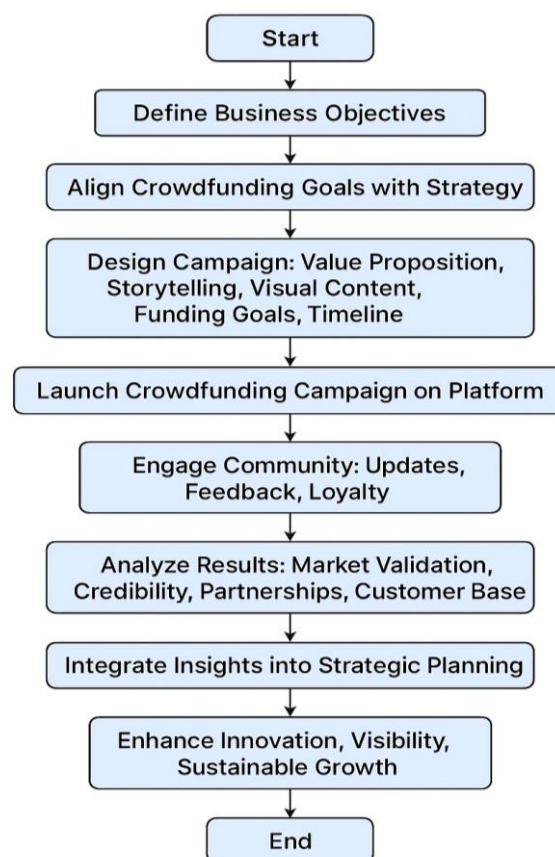 Start
Define Business Objectives
Align Crowdfunding Goals with Strategy
Design Campaign: Value Proposition,
Storytelling, Visual Content,
Funding Goals, Timeline
Launch Crowdfunding Campaign on Platform
Engage Community: Updates,
Feedback, Loyalty
Analyze Results: Market Validation,
Credibility, Partnerships, Customer Base
Integrate Insights into Strategic Planning
Enhance Innovation, Visibility,
Sustainable Growth
End